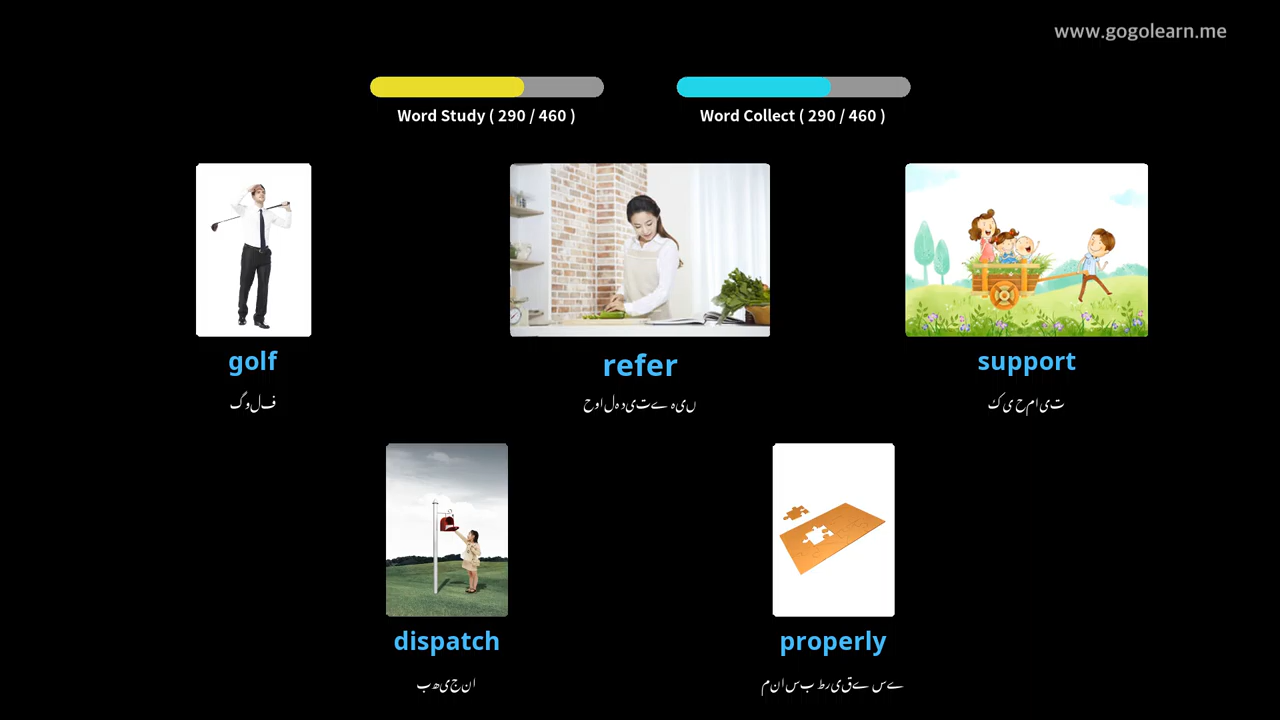 www.gogolearn.me
Word Study ( 290 / 460 )
Word Collect ( 290 / 460 )
golf
refer
support
گولف
حوالہ دیتے ہیں
کی حمایت
dispatch
properly
بھیجنا
مناسب طریقے سے